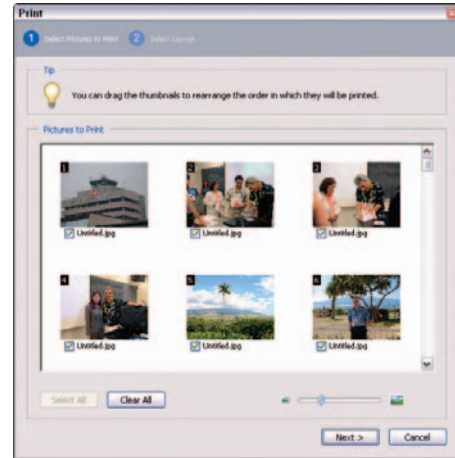 Print
1 Select Pictures to Print 2 Select Layout
Tip
You can drag the thumbnails to rearrange the order in which they will be printed.
Pictures to Print
1 2 3
Untitled.jpg Untitled.jpg Untitled.jpg
4 5 6
Untitled.jpg Untitled.jpg Untitled.jpg
Select All Clear All
Next > Cancel